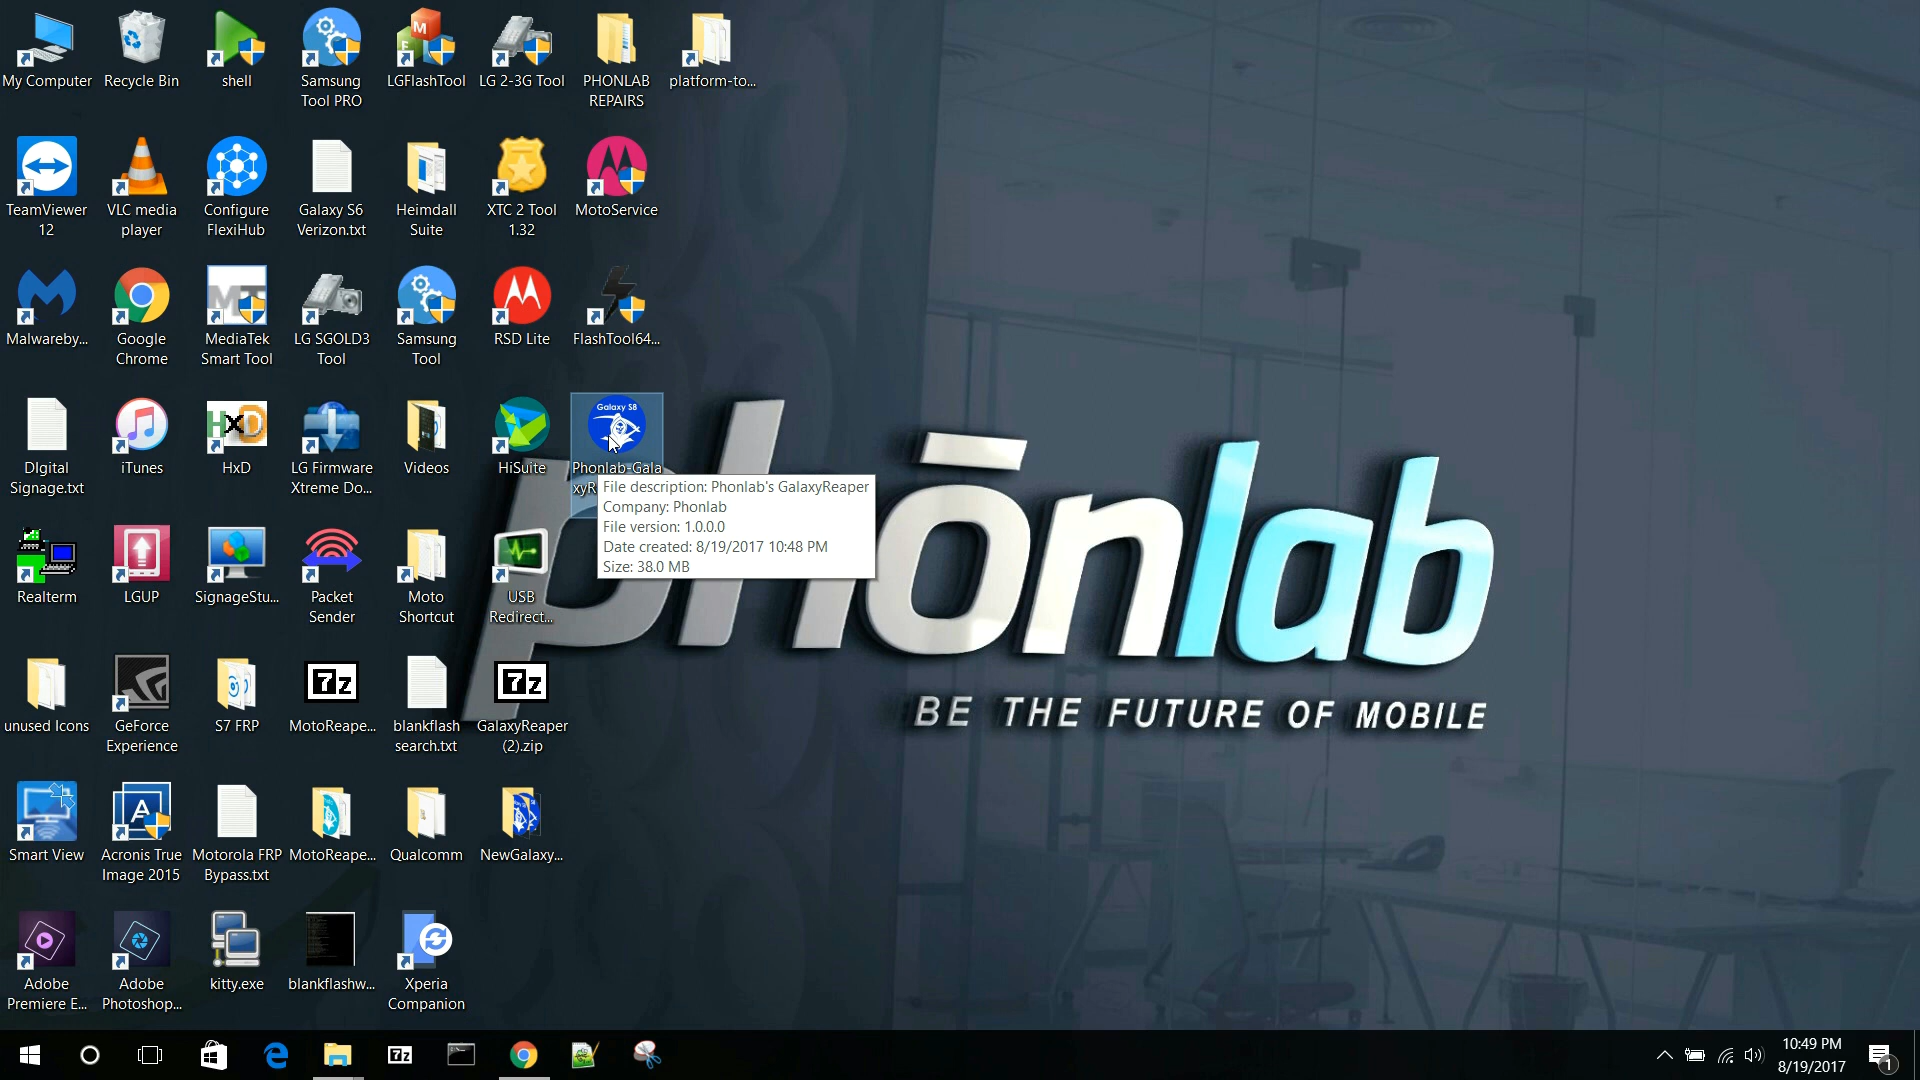 My Computer
Recycle Bin
shell
Samsung
Tool PRO
LGFlashTool
LG 2-3G Tool
PHONLAB
REPAIRS
platform-to...
TeamViewer
12
VLC media
player
Configure
FlexiHub
Galaxy S6
Verizon.txt
Heimdall
Suite
XTC 2 Tool
1.32
MotoService
Malwareby...
Google
Chrome
MediaTek
Smart Tool
LG SGOLD3
Tool
Samsung
Tool
RSD Lite
FlashTool64...
DIgital
Signage.txt
iTunes
HxD
HxD
LG Firmware
Xtreme Do...
Videos
HiSuite
Galaxy S8
Phonlab-Gala
xyR
File description: Phonlab's GalaxyReaper
Company: Phonlab
File version: 1.0.0.0
Date created: 8/19/2017 10:48 PM
Size: 38.0 MB
phōnlab
BE THE FUTURE OF MOBILE
Realterm
LGUP
SignageStu...
Packet
Sender
Moto
Shortcut
USB
Redirect...
unused Icons
GeForce
Experience
S7 FRP
7z
MotoReape...
blankflash
search.txt
7z
GalaxyReaper
(2).zip
Smart View
A
Acronis True
Image 2015
Motorola FRP
Bypass.txt
MotoReape...
Qualcomm
NewGalaxy...
Adobe
Premiere E...
Adobe
Photoshop...
kitty.exe
blankflashw...
Xperia
Companion
7z
10:49 PM
8/19/2017
1